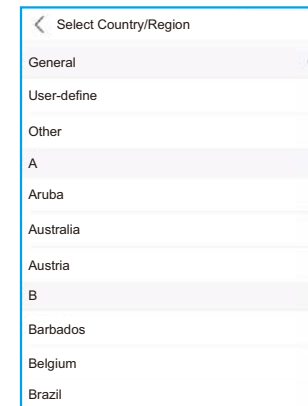 Select Country/Region
General
User-define
Other
A
Aruba
Australia
Austria
B
Barbados
Belgium
Brazil